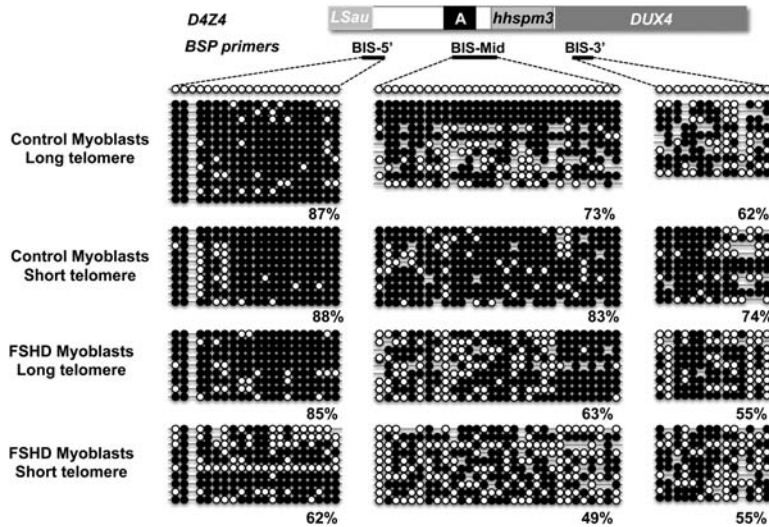 D4Z4 LSau A hhspm3 DUX4
BSP primers BIS-5' BIS-Mid BIS-3'
Control Myoblasts
Long telomere
87% 73% 62%
Control Myoblasts
Short telomere
88% 83% 74%
FSHD Myoblasts
Long telomere
85% 63% 55%
FSHD Myoblasts
Short telomere
62% 49% 55%